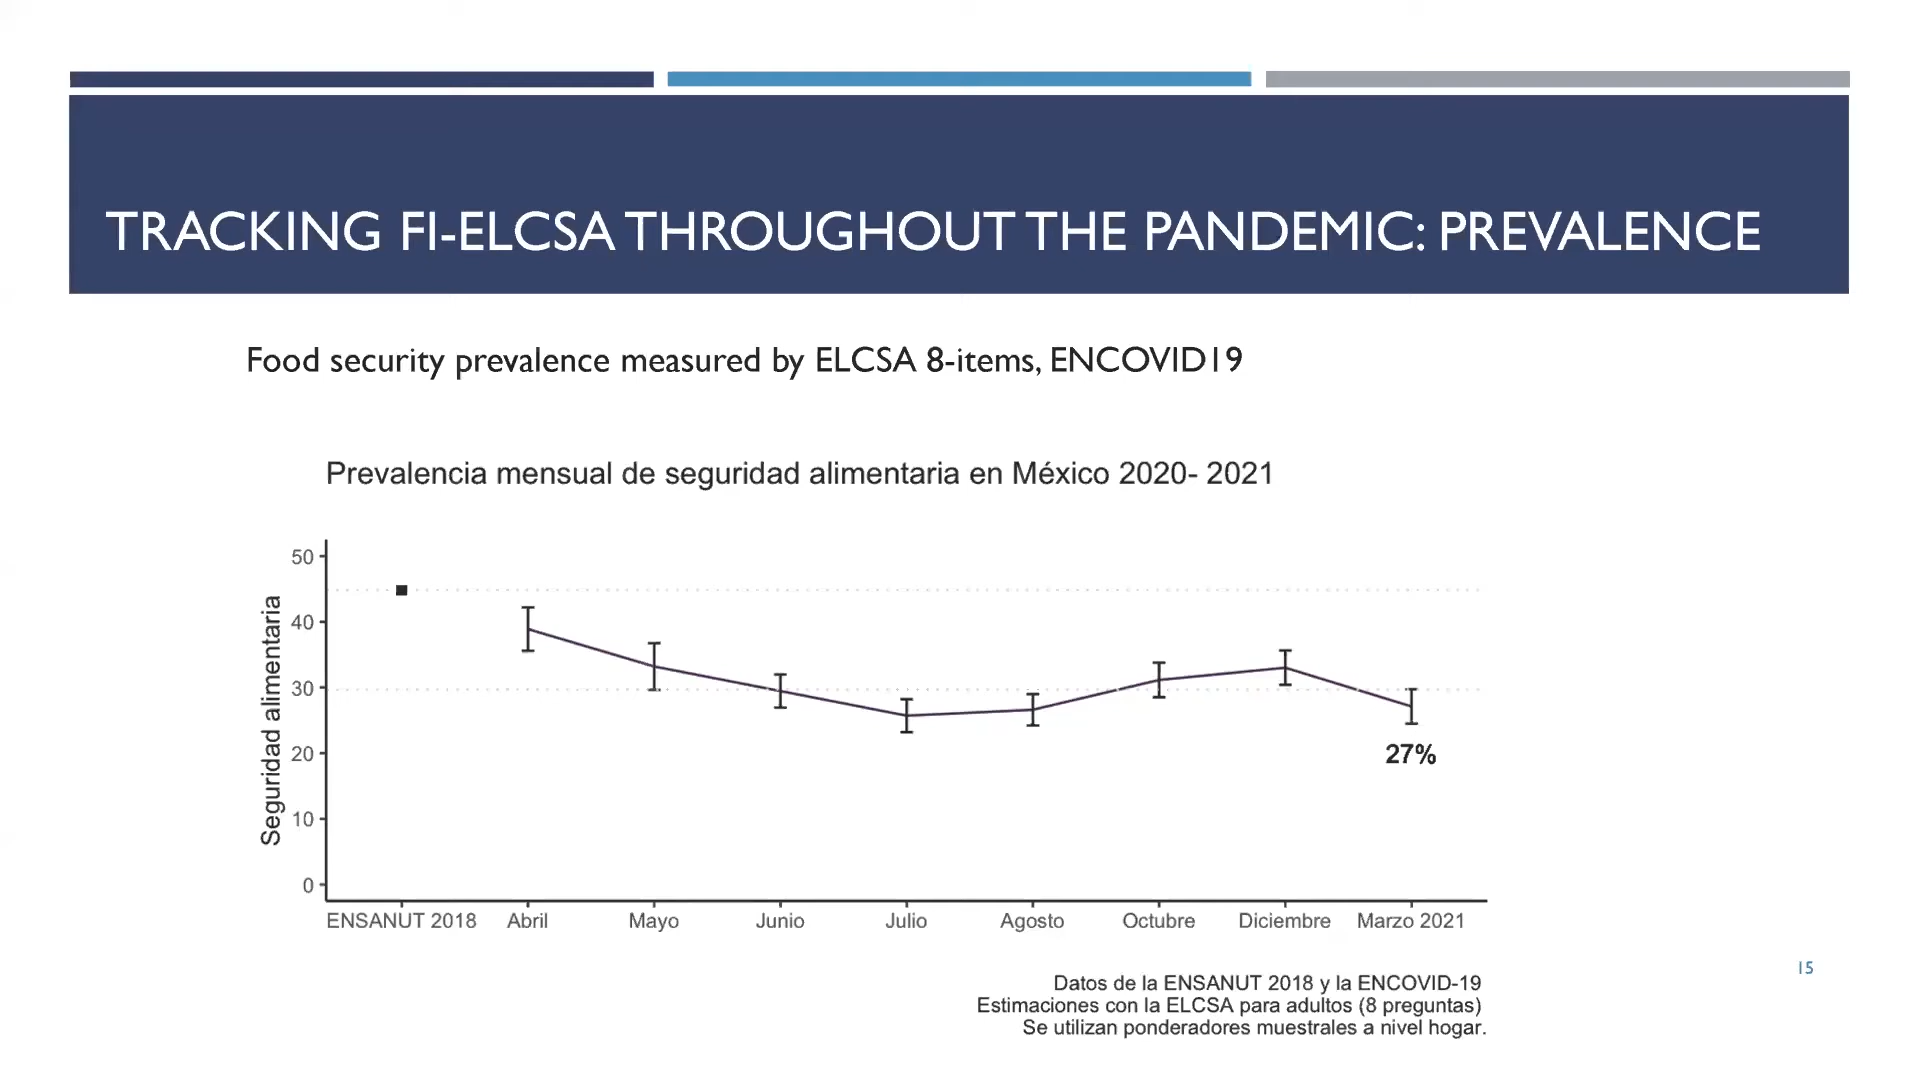 TRACKING FI-ELCSA THROUGHOUT THE PANDEMIC: PREVALENCE
Food security prevalence measured by ELCSA 8-items, ENCOVID19
Prevalencia mensual de seguridad alimentaria en México 2020- 2021
Seguridad alimentaria
50
40
30
20
10
0
27%
ENSANUT 2018 Abril Mayo Junio Julio Agosto Octubre Diciembre Marzo 2021
15
Datos de la ENSANUT 2018 y la ENCOVID-19
Estimaciones con la ELCSA para adultos (8 preguntas)
Se utilizan ponderadores muestrales a nivel hogar.